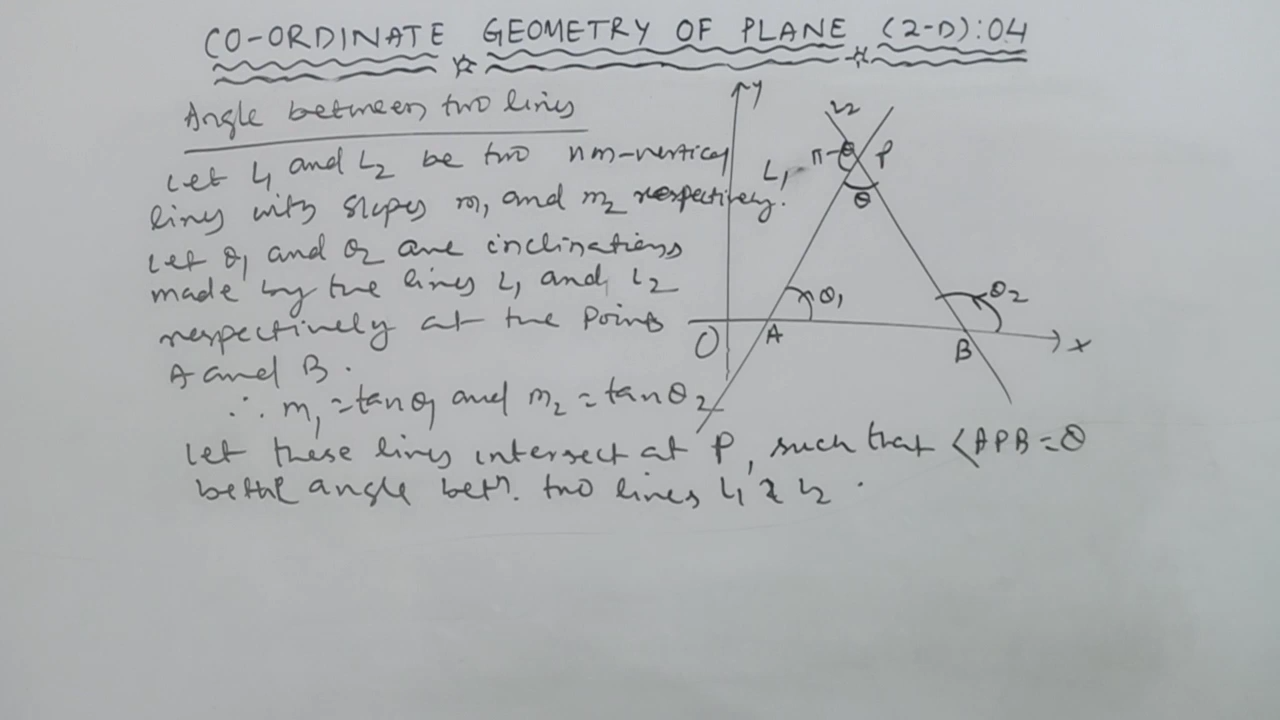 CO-ORDINATE GEOMETRY OF PLANE (2-D):04
Angle between two lines
Let L1 and L2 be two non-vertical
lines with slopes m1 and m2 respectively.
Let θ1 and θ2 are inclinations
made by the lines L1 and L2
respectively at the points
A and B.
∴ m1 = tanθ1 and m2 = tanθ2
Let these lines intersect at P, such that <APB = θ
be the angle betn. two lines L1 & L2.
y
L2
L1
π-θ
P
θ
θ1
θ2
O
A
B
x